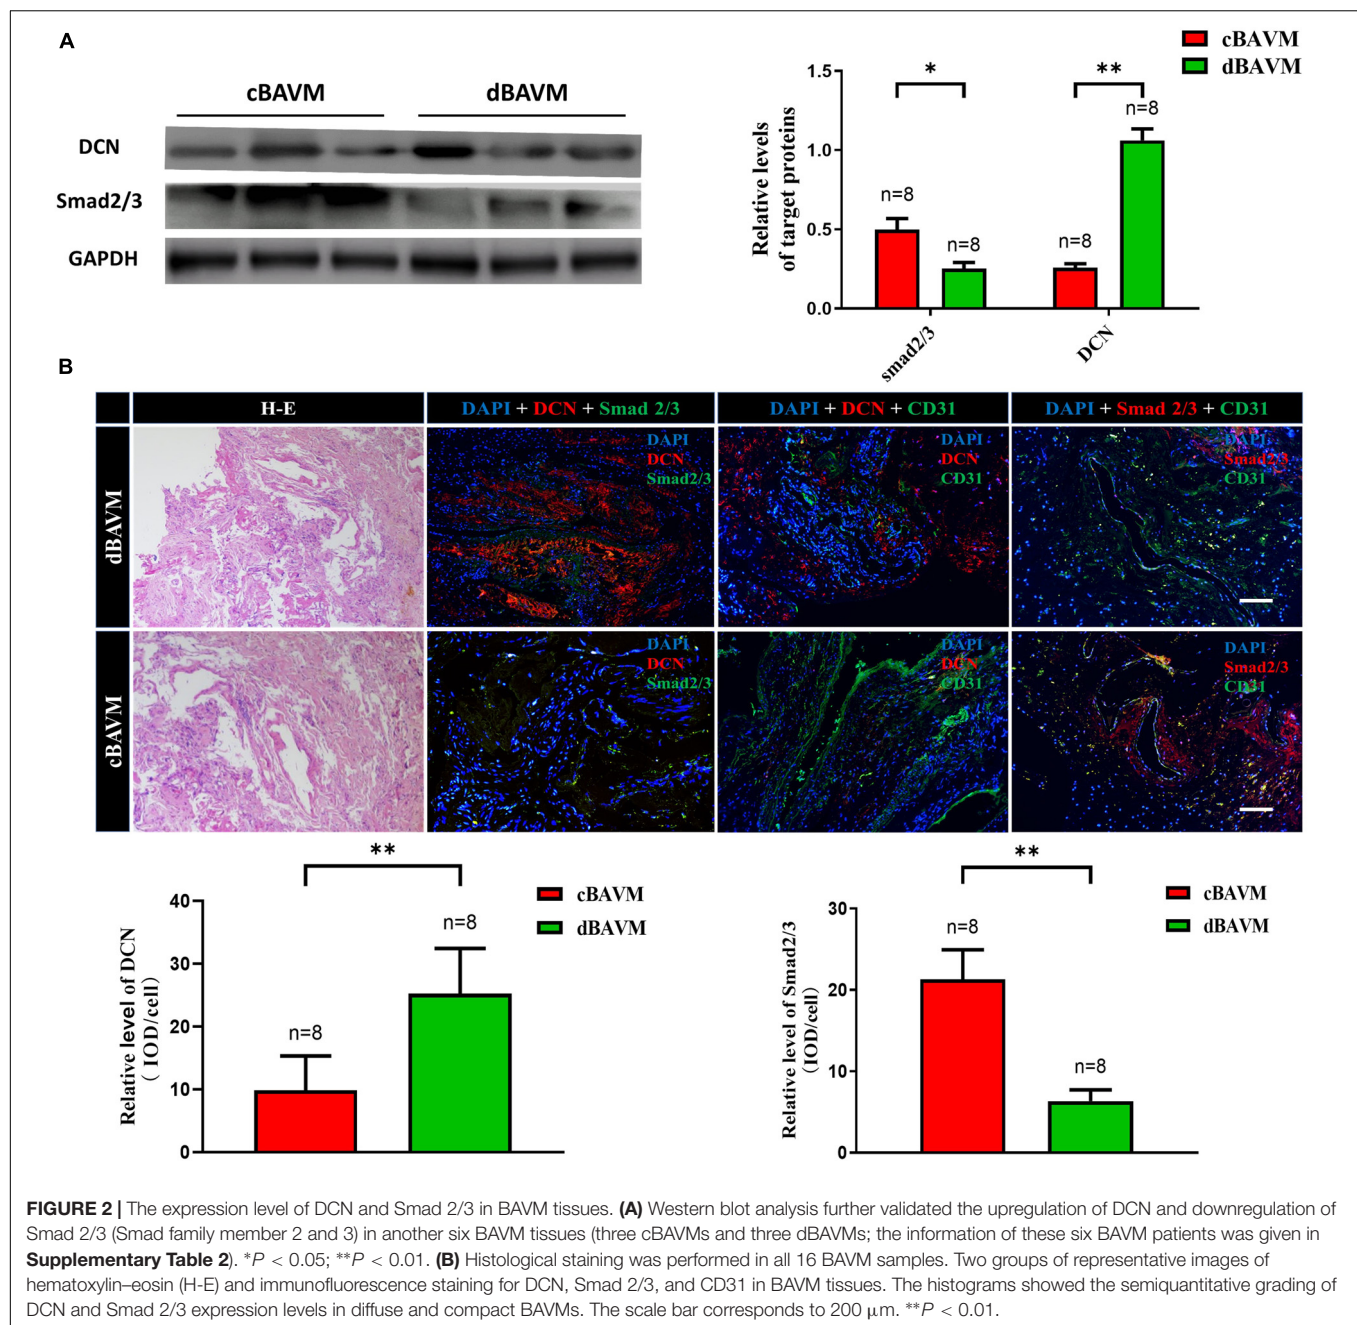 A
cBAVM
dBAVM
DCN
Smad2/3
GAPDH
cBAVM
dBAVM
Relative levels
of target proteins
1.5
1.0
0.5
0.0
*
**
n=8
n=8
n=8
n=8
smad2/3
DCN
B
H-E
DAPI + DCN + Smad 2/3
DAPI + DCN + CD31
DAPI + Smad 2/3 + CD31
dBAVM
DAPI
DCN
Smad2/3
DAPI
DCN
CD31
DAPI
Smad2/3
CD31
cBAVM
DAPI
DCN
Smad2/3
DAPI
DCN
CD31
DAPI
Smad2/3
CD31
Relative level of DCN
( IOD/cell)
40
30
20
10
0
**
n=8
n=8
cBAVM
dBAVM
Relative level of Smad2/3
(IOD/cell)
30
20
10
0
**
n=8
n=8
cBAVM
dBAVM
FIGURE 2 | The expression level of DCN and Smad 2/3 in BAVM tissues. (A) Western blot analysis further validated the upregulation of DCN and downregulation of
Smad 2/3 (Smad family member 2 and 3) in another six BAVM tissues (three cBAVMs and three dBAVMs; the information of these six BAVM patients was given in
Supplementary Table 2). *P < 0.05; **P < 0.01. (B) Histological staining was performed in all 16 BAVM samples. Two groups of representative images of
hematoxylin–eosin (H-E) and immunofluorescence staining for DCN, Smad 2/3, and CD31 in BAVM tissues. The histograms showed the semiquantitative grading of
DCN and Smad 2/3 expression levels in diffuse and compact BAVMs. The scale bar corresponds to 200 μm. **P < 0.01.